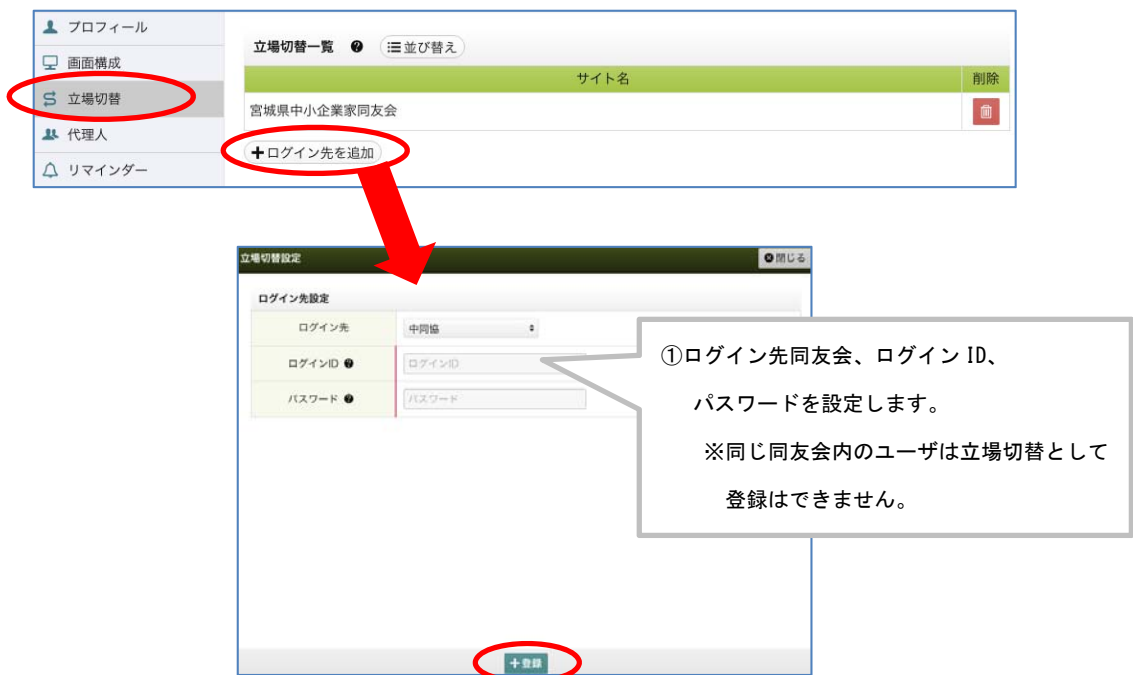 プロフィール
画面構成
立場切替
代理人
リマインダー
立場切替一覧 ? 並び替え
サイト名 削除
宮城県中小企業家同友会
+ログイン先を追加
立場切替設定 閉じる
ログイン先設定
ログイン先 中同協
ログインID ? ログインID
パスワード ? パスワード
①ログイン先同友会、ログイン ID、
パスワードを設定します。
※同じ同友会内のユーザは立場切替として
登録はできません。
+登録